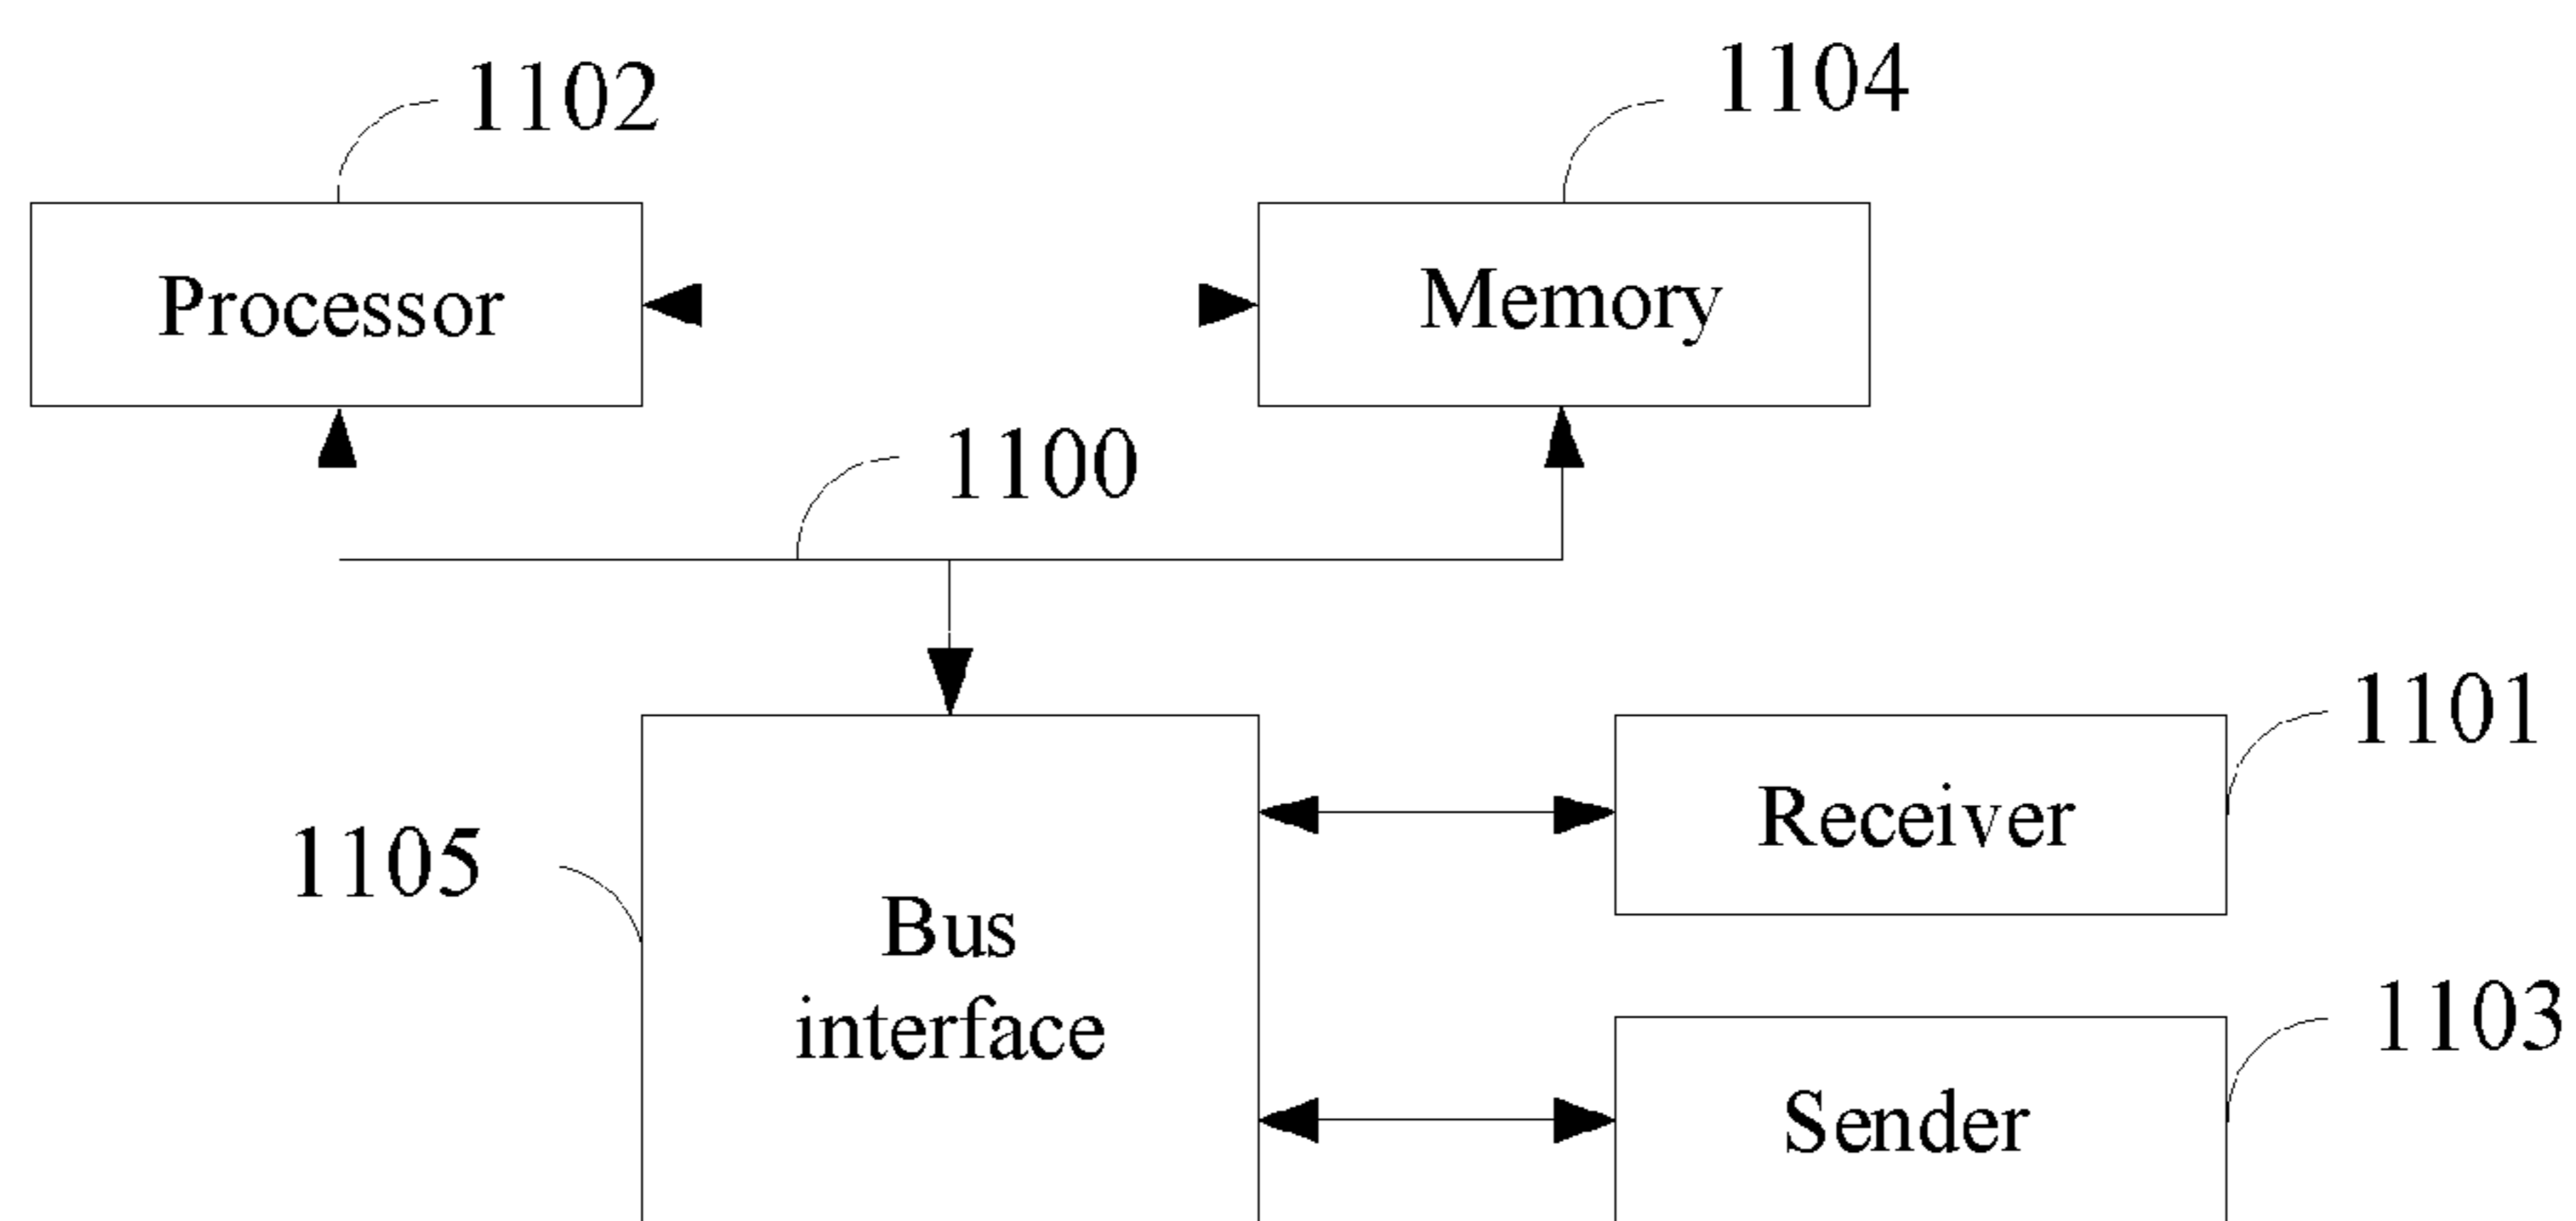 1102
1104
Processor
Memory
1100
1101
Receiver
1105
Bus
interface
1103
Sender